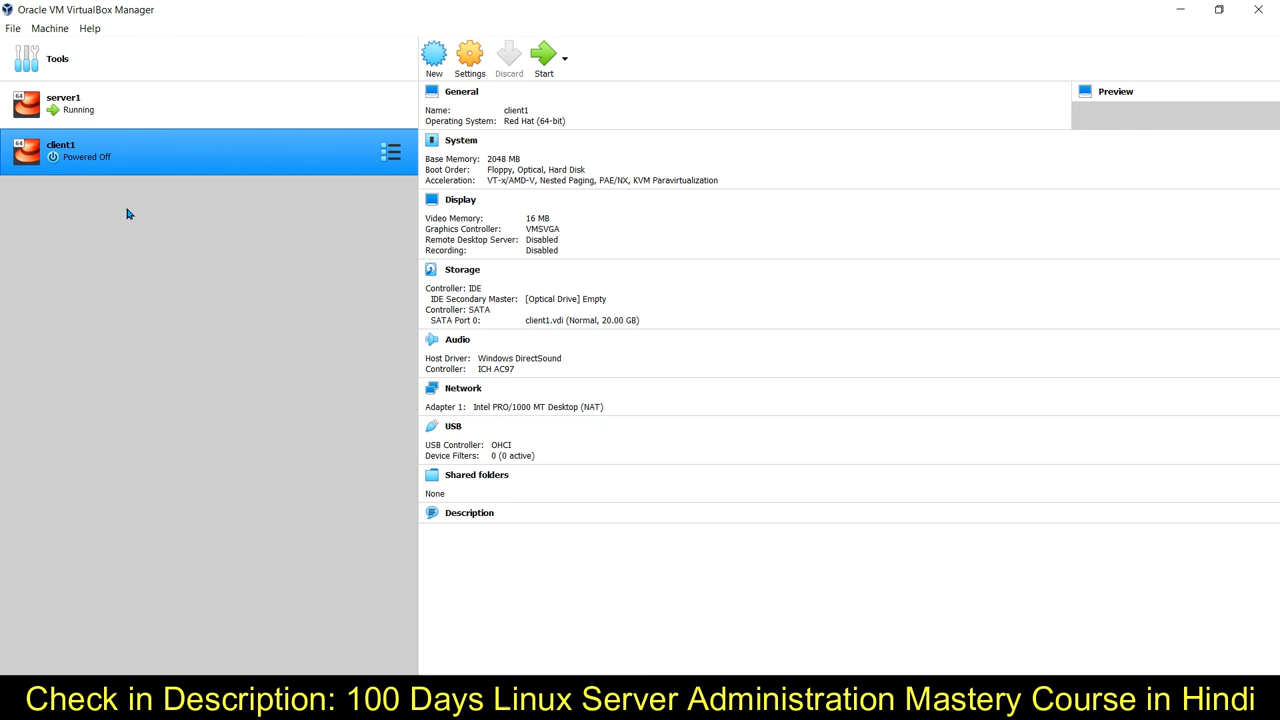 Oracle VM VirtualBox Manager
File Machine Help
Tools
New Settings Discard Start
64 server1
Running
64 client1
Powered Off
General
Name: client1
Operating System: Red Hat (64-bit)
Preview
System
Base Memory: 2048 MB
Boot Order: Floppy, Optical, Hard Disk
Acceleration: VT-x/AMD-V, Nested Paging, PAE/NX, KVM Paravirtualization
Display
Video Memory: 16 MB
Graphics Controller: VMSVGA
Remote Desktop Server: Disabled
Recording: Disabled
Storage
Controller: IDE
IDE Secondary Master: [Optical Drive] Empty
Controller: SATA
SATA Port 0: client1.vdi (Normal, 20.00 GB)
Audio
Host Driver: Windows DirectSound
Controller: ICH AC97
Network
Adapter 1: Intel PRO/1000 MT Desktop (NAT)
USB
USB Controller: OHCI
Device Filters: 0 (0 active)
Shared folders
None
Description
Check in Description: 100 Days Linux Server Administration Mastery Course in Hindi